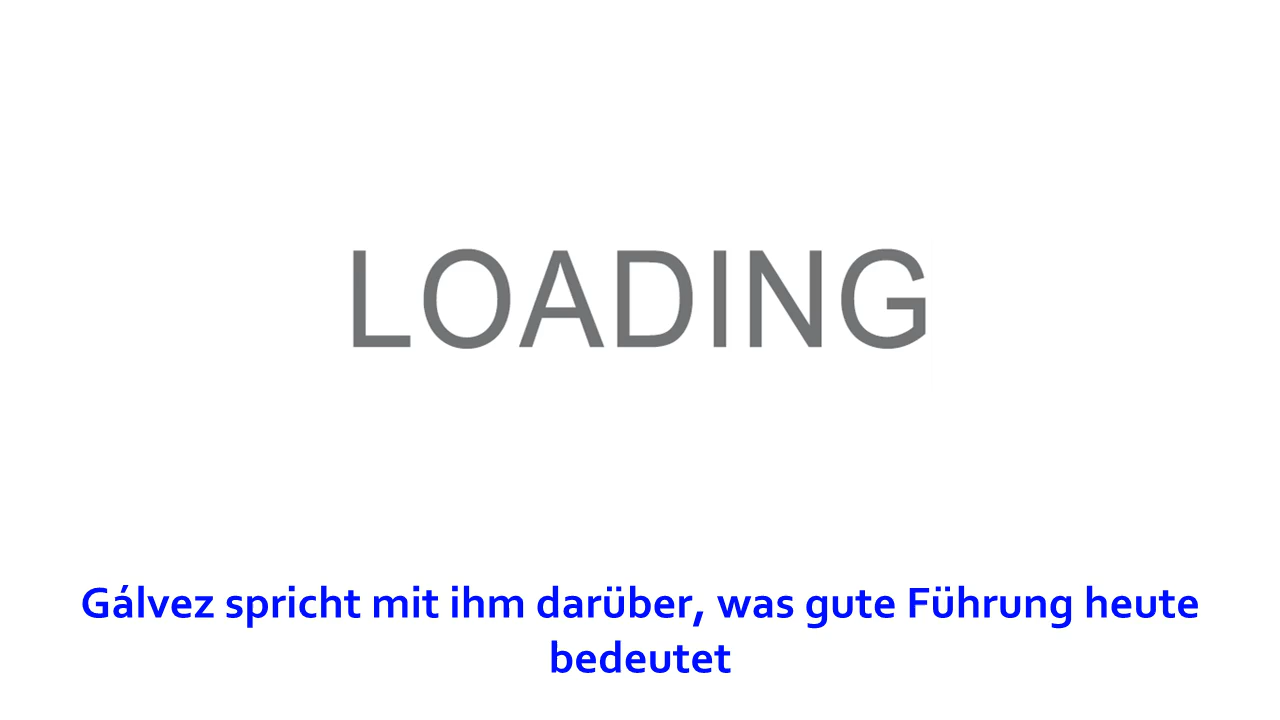 LOADING
Gálvez spricht mit ihm darüber, was gute Führung heute
bedeutet